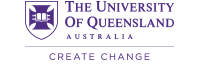 THE UNIVERSITY
OF QUEENSLAND
AUSTRALIA
CREATE CHANGE